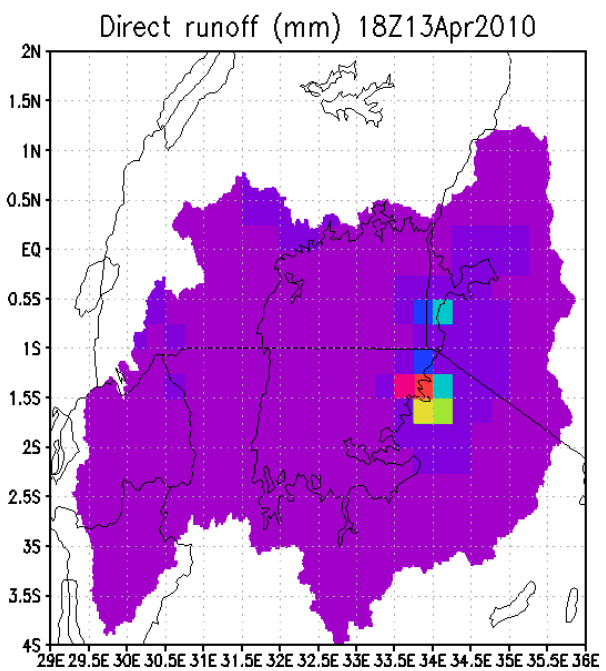 Direct runoff (mm) 18Z13Apr2010
2N
1.5N
1N
0.5N
EQ
0.5S
1S
1.5S
2S
2.5S
3S
3.5S
4S
29E 29.5E 30E 30.5E 31E 31.5E 32E 32.5E 33E 33.5E 34E 34.5E 35E 35.5E 36E